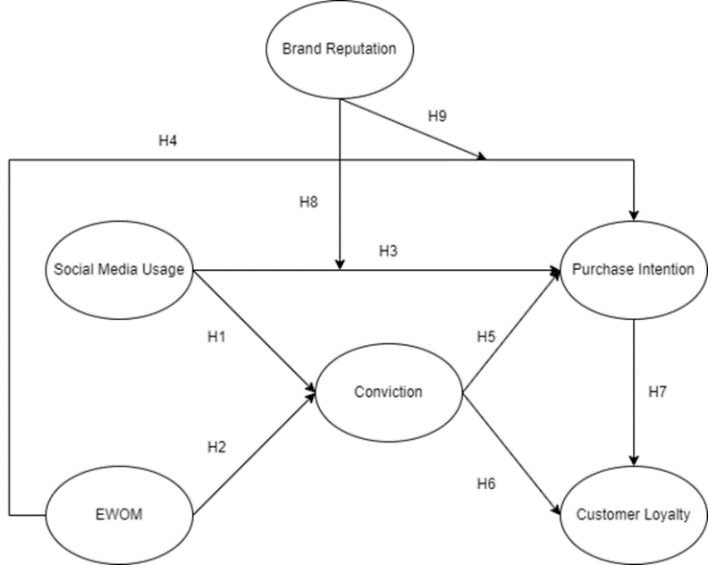 Brand Reputation
H9
H4
H8
Social Media Usage
H3
Purchase Intention
H1
H5
Conviction
H7
H2
H6
EWOM
Customer Loyalty